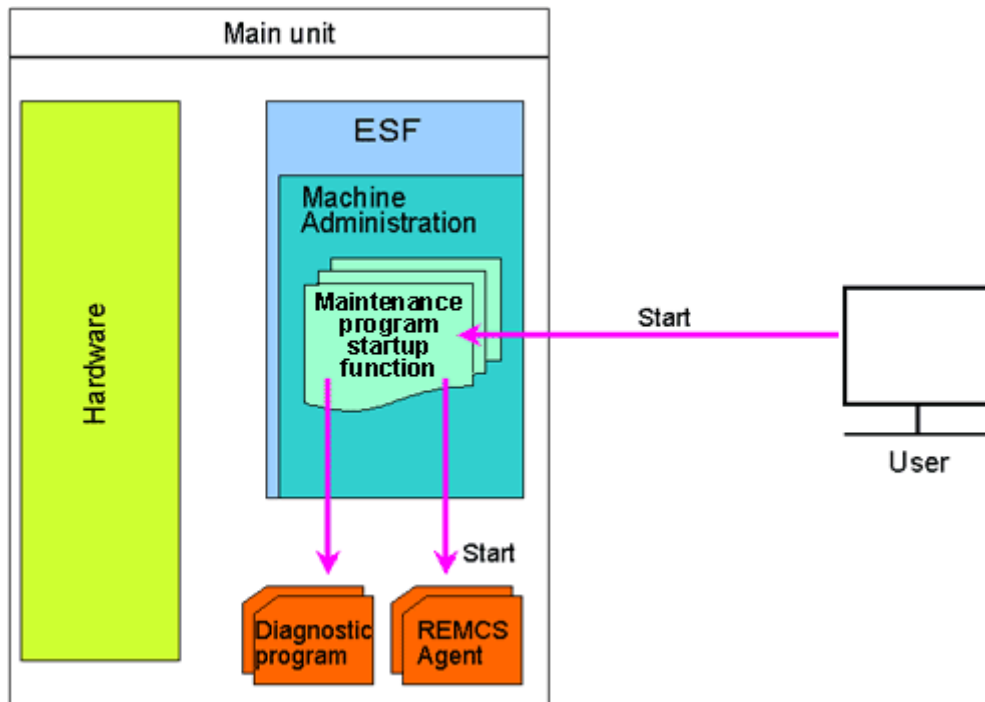 Main unit
Hardware
ESF
Machine
Administration
Maintenance
program
startup
function
Start
User
Start
Diagnostic
program
REMCS
Agent